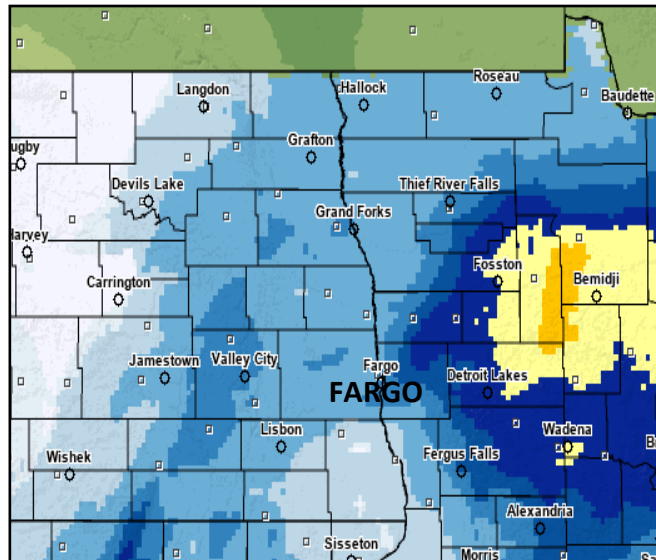 Roseau
Langdon
Hallock
Baudette
Grafton
ugby
Devils Lake
Thief River Falls
Grand Forks
Harvey
Fosston
Bemidji
Carrington
Jamestown
Valley City
Fargo
FARGO
Detroit Lakes
Lisbon
Wadena
Wishek
Fergus Falls
Alexandria
Sisseton
Morris